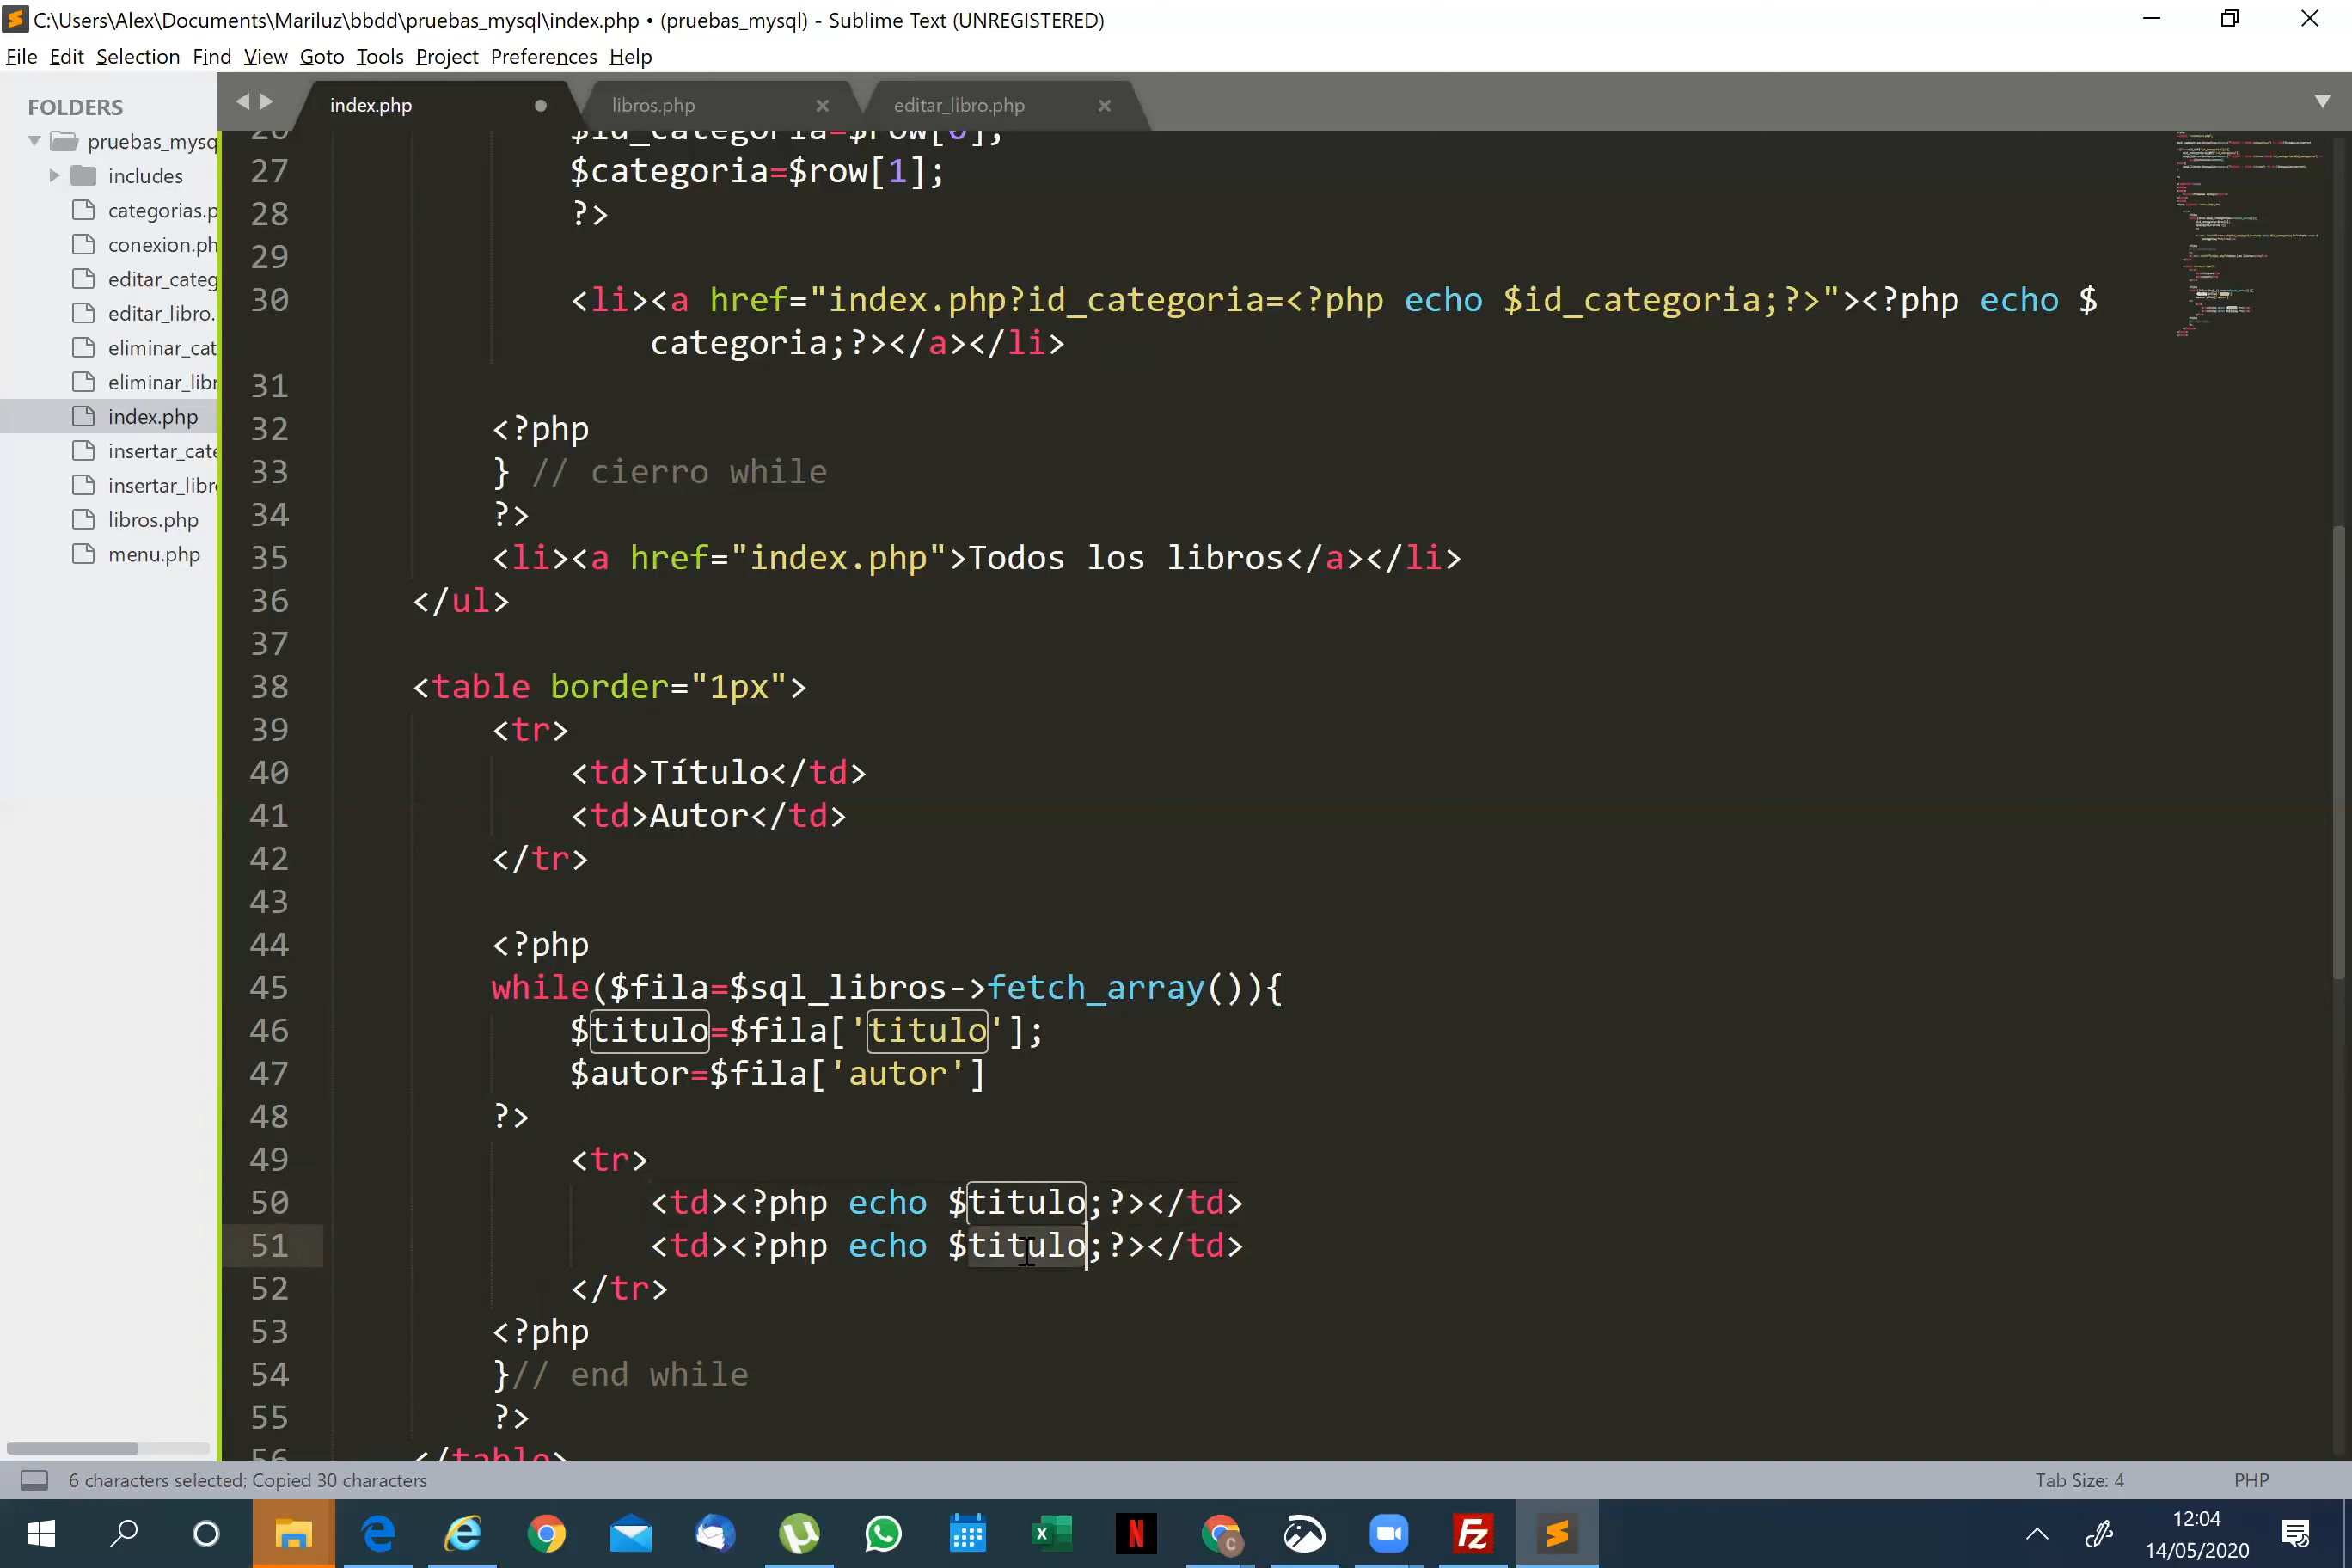 C:\Users\Alex\Documents\Mariluz\bbdd\pruebas_mysql\index.php • (pruebas_mysql) - Sublime Text (UNREGISTERED)
File Edit Selection Find View Goto Tools Project Preferences Help
FOLDERS
pruebas_mysq
includes
categorias.p
conexion.ph
editar_categ
editar_libro.
eliminar_cat
eliminar_libr
index.php
insertar_cate
insertar_libr
libros.php
menu.php
index.php libros.php editar_libro.php
26 $id_categoria=$row[0];
27 $categoria=$row[1];
28 ?>
29
30 <li><a href="index.php?id_categoria=<?php echo $id_categoria;?>"><?php echo $
categoria;?></a></li>
31
32 <?php
33 } // cierro while
34 ?>
35 <li><a href="index.php">Todos los libros</a></li>
36 </ul>
37
38 <table border="1px">
39 <tr>
40 <td>Título</td>
41 <td>Autor</td>
42 </tr>
43
44 <?php
45 while($fila=$sql_libros->fetch_array()){
46 $titulo=$fila['titulo'];
47 $autor=$fila['autor']
48 ?>
49 <tr>
50 <td><?php echo $titulo;?></td>
51 <td><?php echo $titulo;?></td>
52 </tr>
53 <?php
54 }// end while
55 ?>
56 </table>
6 characters selected; Copied 30 characters
Tab Size: 4 PHP
12:04
14/05/2020